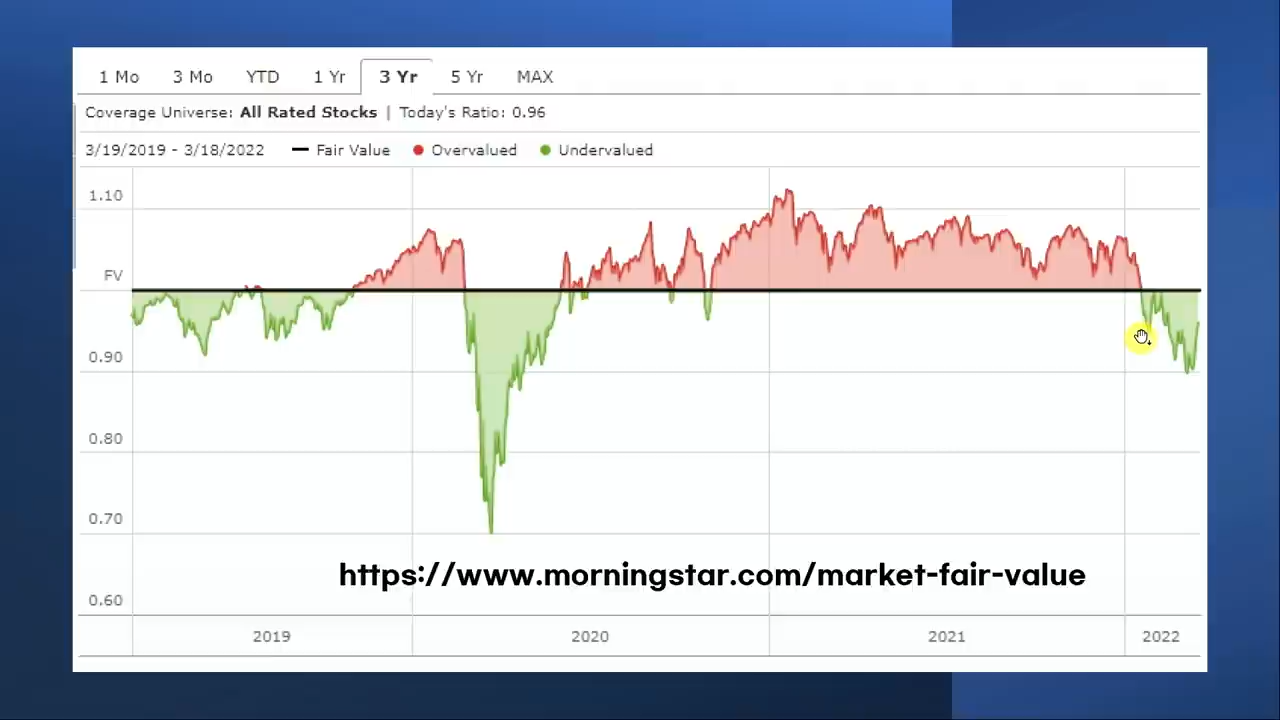 1 Mo 3 Mo YTD 1 Yr 3 Yr 5 Yr MAX
Coverage Universe: All Rated Stocks | Today's Ratio: 0.96
3/19/2019 - 3/18/2022 Fair Value Overvalued Undervalued
1.10
FV
0.90
0.80
0.70
https://www.morningstar.com/market-fair-value
0.60
2019 2020 2021 2022